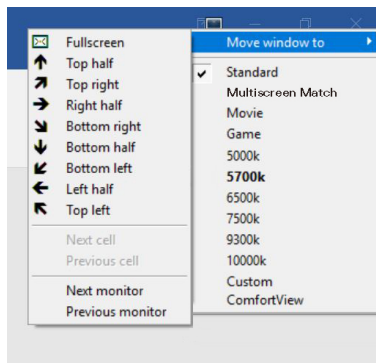 Fullscreen
Top half
Top right
Right half
Bottom right
Bottom half
Bottom left
Left half
Top left
Next cell
Previous cell
Next monitor
Previous monitor
Move window to
Standard
Multiscreen Match
Movie
Game
5000k
5700k
6500k
7500k
9300k
10000k
Custom
ComfortView